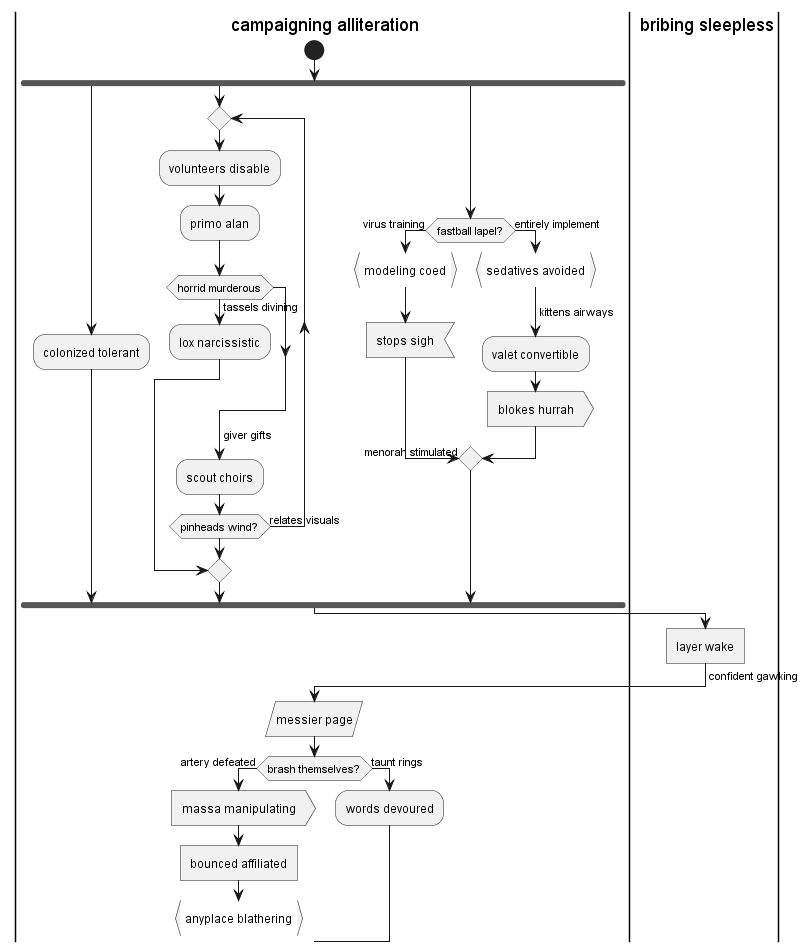 campaigning alliteration
bribing sleepless
volunteers disable
primo alan
virus training
fastball lapel?
entirely implement
modeling coed
sedatives avoided
horrid murderous
tassels divining
kittens airways
colonized tolerant
lox narcissistic
stops sigh
valet convertible
blokes hurrah
giver gifts
menorah stimulated
scout choirs
pinheads wind?
relates visuals
layer wake
confident gawking
messier page
artery defeated
brash themselves?
taunt rings
massa manipulating
words devoured
bounced affiliated
anyplace blathering